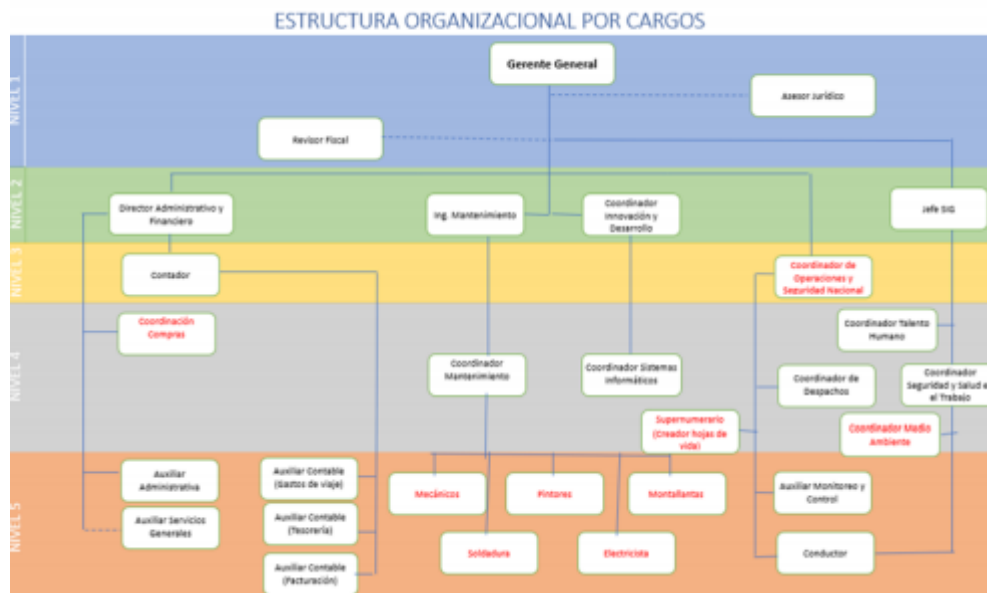 ESTRUCTURA ORGANIZACIONAL POR CARGOS
NIVEL 1
Gerente General
Asesor Jurídico
Revisor Fiscal
NIVEL 2
Director Administrativo y
Financiero
Ing. Mantenimiento
Coordinador
Innovación y
Desarrollo
Jefe SIG
NIVEL 3
Contador
Coordinador de
Operaciones y
Seguridad Nacional
NIVEL 4
Coordinación
Compras
Coordinador Talento
Humano
Coordinador
Mantenimiento
Coordinador Sistemas
Informáticos
Coordinador de
Despachos
Coordinador
Seguridad y Salud e
el Trabajo
Supernumerario
(Creador hojas de
vida)
Coordinador Medio
Ambiente
NIVEL 5
Auxiliar
Administrativa
Auxiliar Contable
(Gastos de viaje)
Mecánicos
Pintores
Montallantas
Auxiliar Monitoreo y
Control
Auxiliar Servicios
Generales
Auxiliar Contable
(Tesorería)
Soldadura
Electricista
Conductor
Auxiliar Contable
(Facturación)